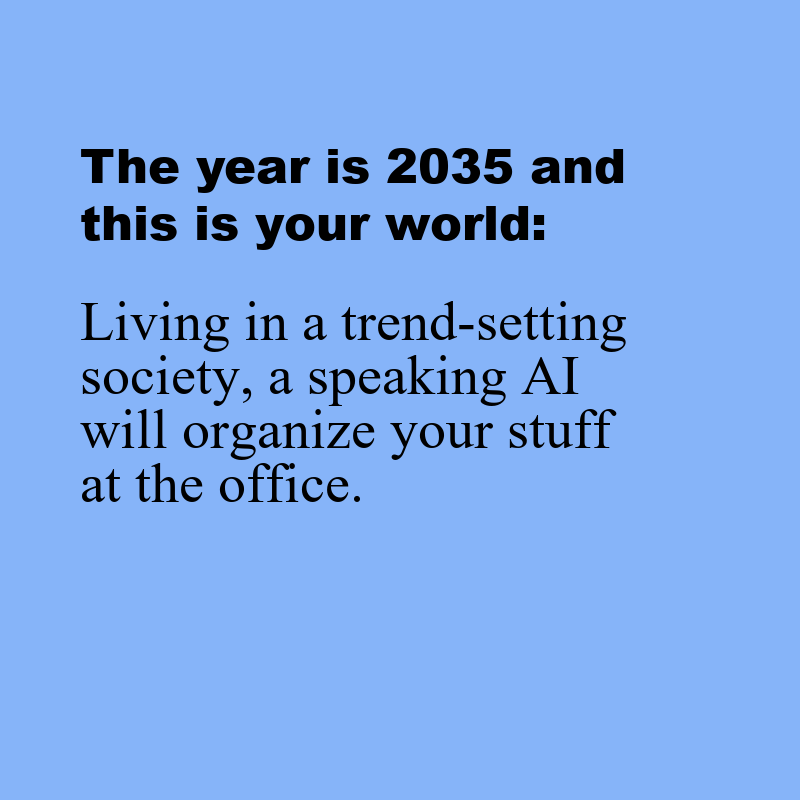 The year is 2035 and
this is your world:
Living in a trend-setting
society, a speaking AI
will organize your stuff
at the office.